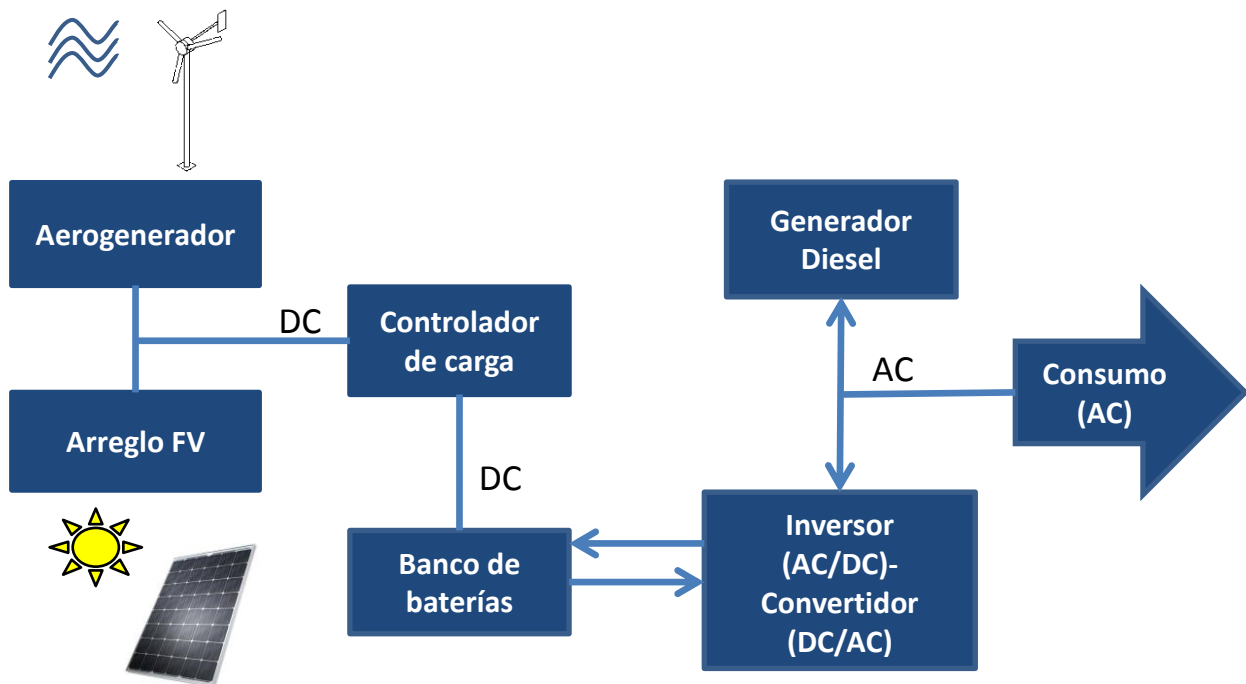 Aerogenerador
Arreglo FV
DC
Controlador
de carga
DC
Banco de
baterías
Generador
Diesel
AC
Consumo
(AC)
Inversor
(AC/DC)-
Convertidor
(DC/AC)